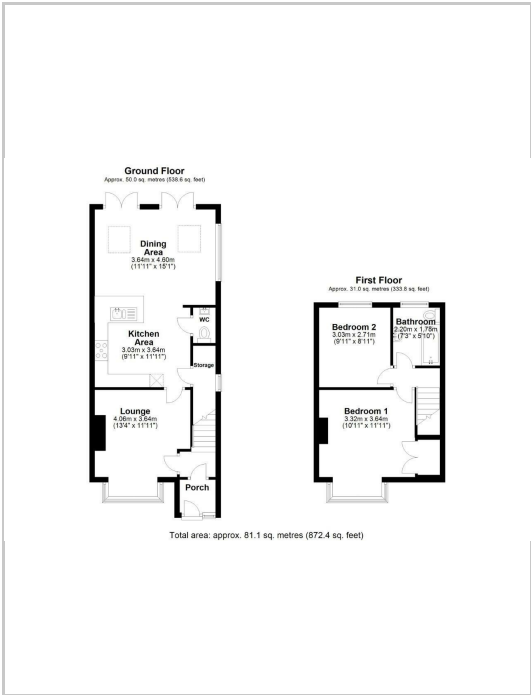 Ground Floor
Approx. 50.0 sq. metres (538.6 sq. feet)
Dining
Area
3.64m x 4.60m
(11'11" x 15'1")
Kitchen
Area
3.03m x 3.64m
(9'11" x 11'11")
WC
Storage
Lounge
4.06m x 3.64m
(13'4" x 11'11")
Porch
First Floor
Approx. 31.0 sq. metres (333.8 sq. feet)
Bedroom 2
3.03m x 2.71m
(9'11" x 8'11")
Bathroom
2.20m x 1.78m
(7'3" x 5'10")
Bedroom 1
3.32m x 3.64m
(10'11" x 11'11")
Total area: approx. 81.1 sq. metres (872.4 sq. feet)